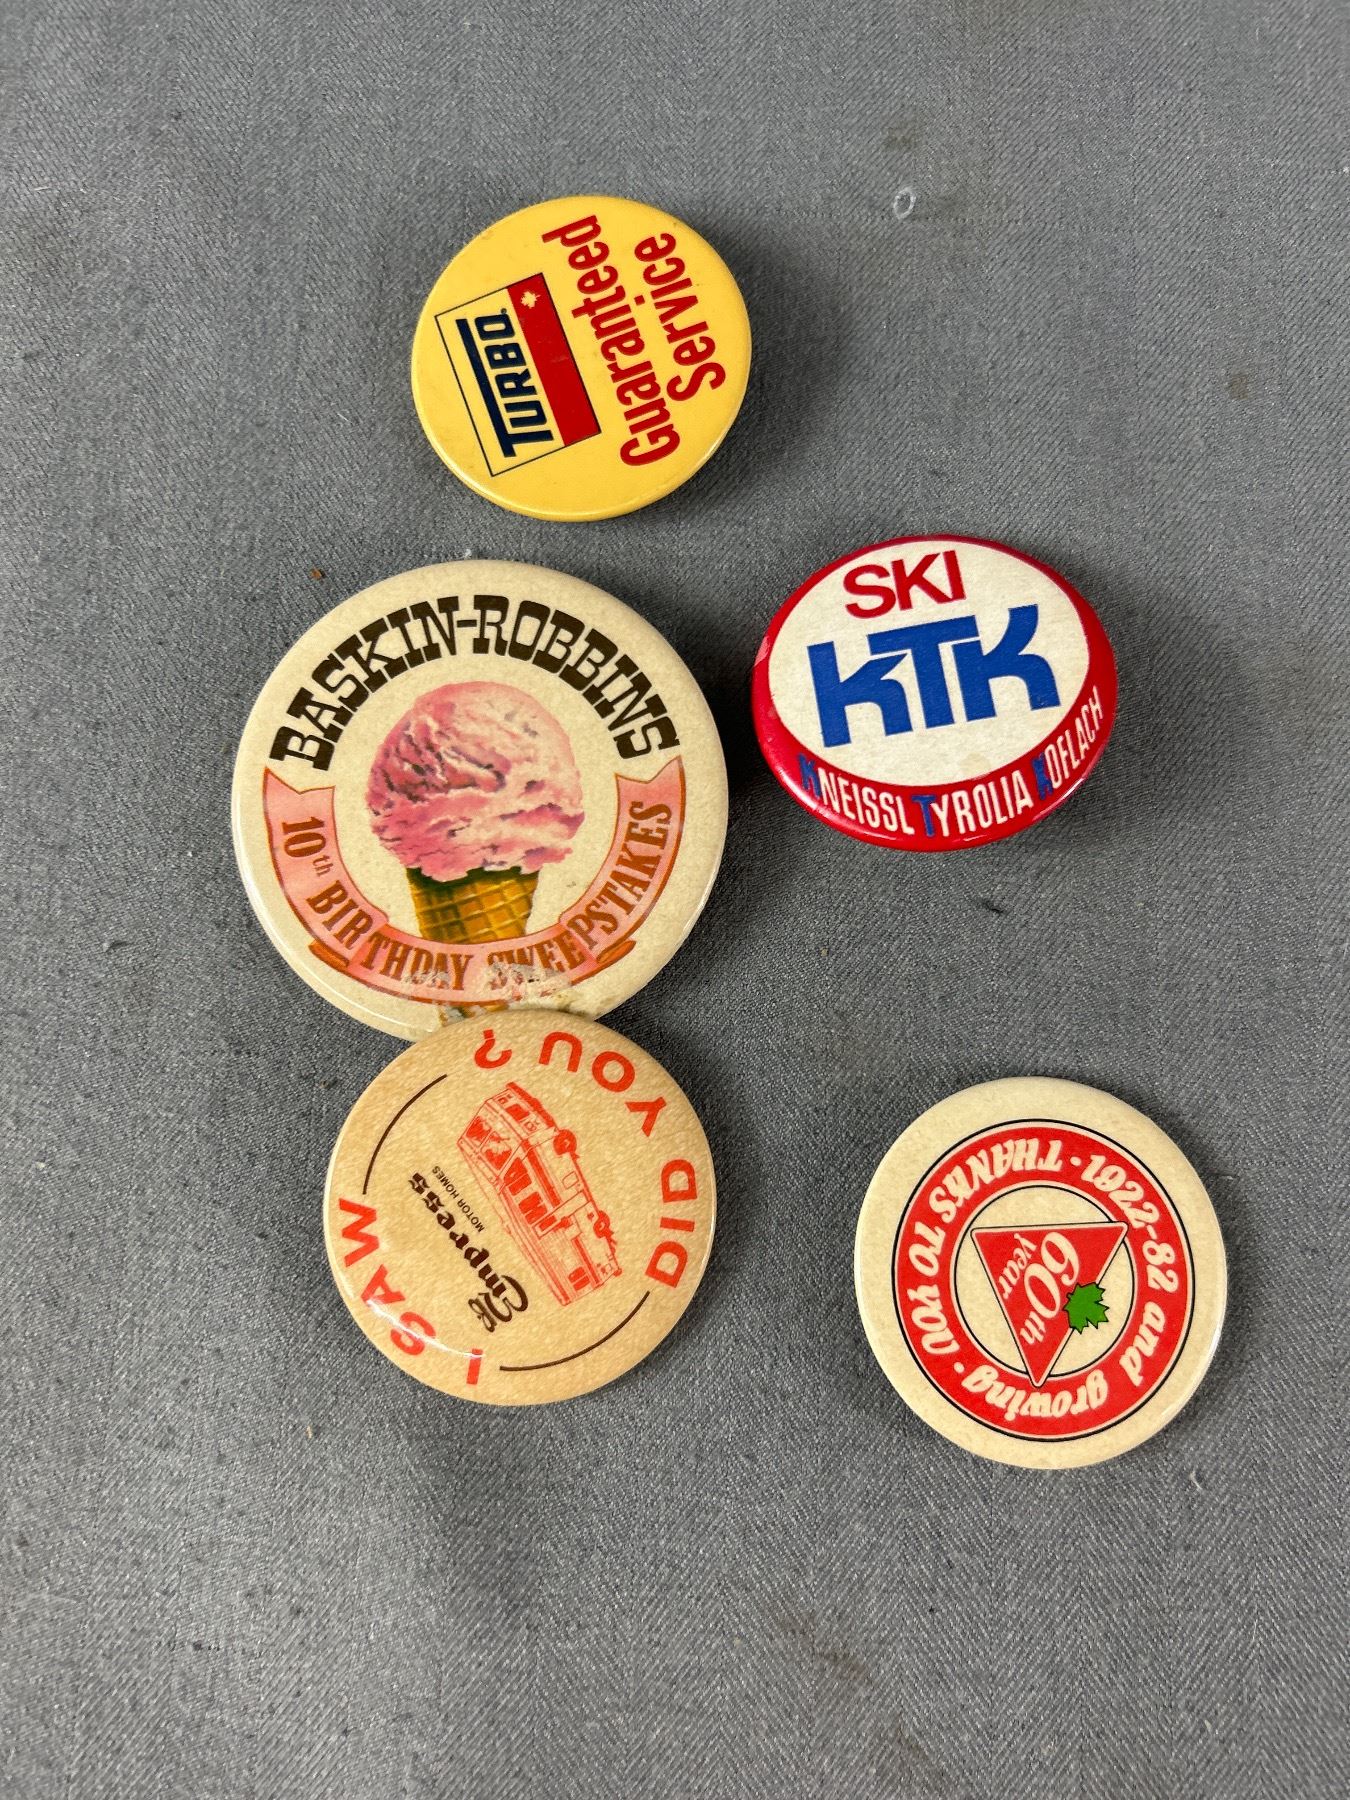 TURBO®
Guaranteed
Service
SKI
KTK
KNEISSL TYROLIA KOFLACH
BASKIN-ROBBINS
10th BIRTHDAY SWEEPSTAKES
I SAW
Empress
MOTOR HOMES
DID YOU?
THANKS TO YOU
60th
year
1922-82 and growing